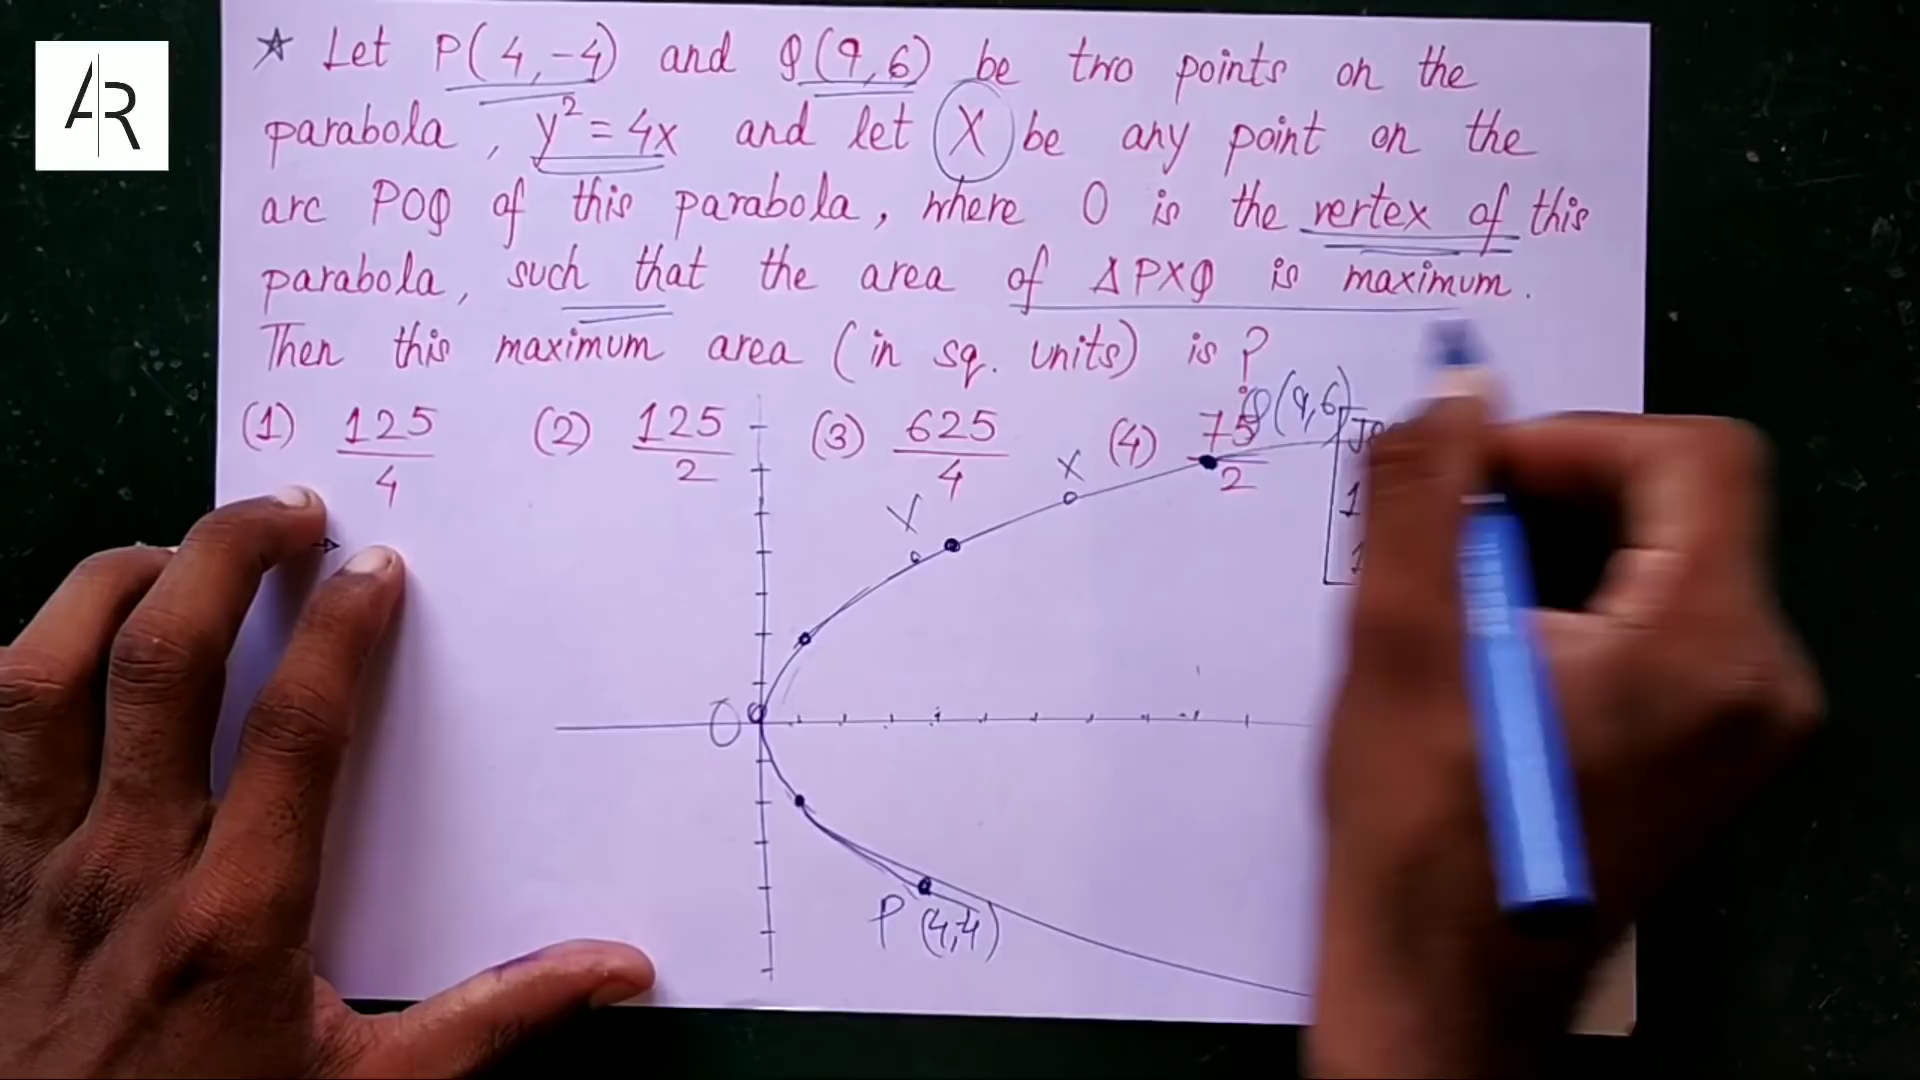 AR
★ Let P(4,-4) and Q(9,6) be two points on the
parabola, y² = 4x and let X be any point on the
arc POQ of this parabola, where O is the vertex of this
parabola, such that the area of ΔPXQ is maximum.
Then this maximum area (in sq. units) is ?
(1) 125/4 (2) 125/2 (3) 625/4 (4) 75/2
Q(9,6)
X
X
O
P(4,4)